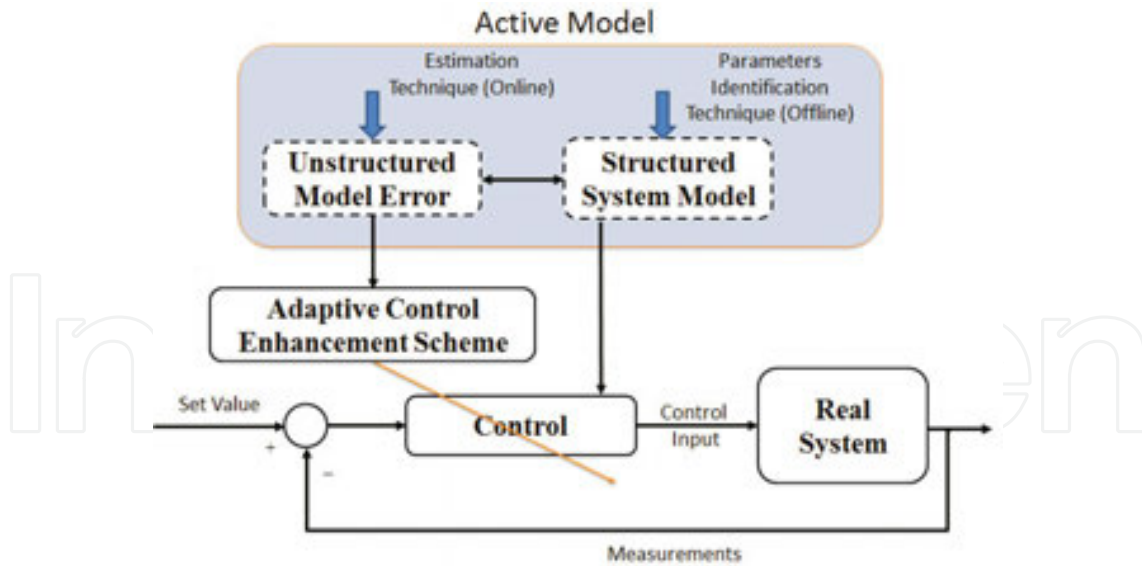 Active Model
Estimation
Technique (Online)
Parameters
Identification
Technique (Offline)
Unstructured
Model Error
Structured
System Model
Adaptive Control
Enhancement Scheme
Set Value
+
−
Control
Control
Input
Real
System
Measurements